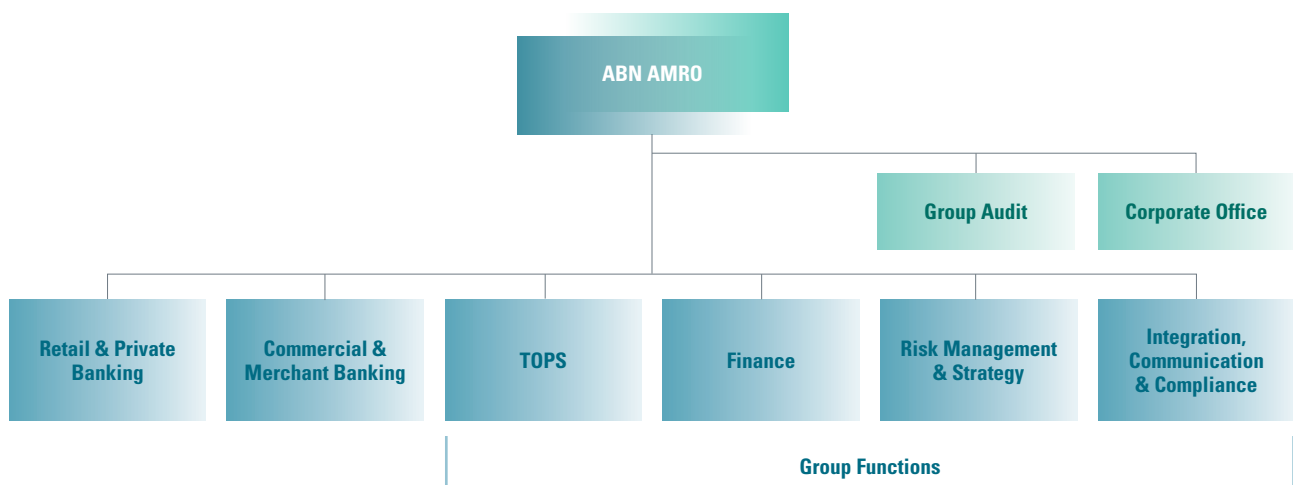 ABN AMRO
Group Audit
Corporate Office
Retail & Private
Banking
Commercial &
Merchant Banking
TOPS
Finance
Risk Management
& Strategy
Integration,
Communication
& Compliance
Group Functions